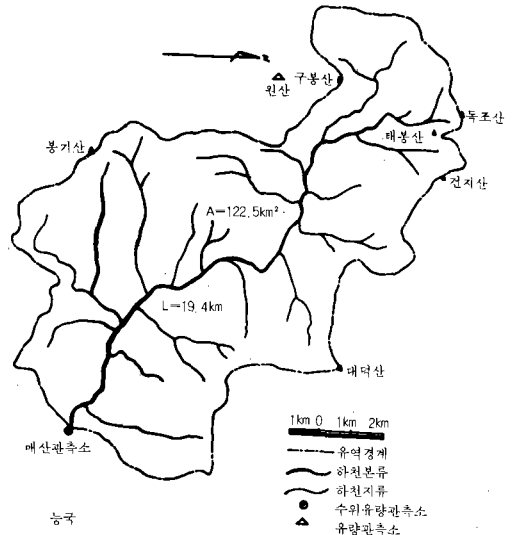 구봉산
원산
독조산
태봉산
건지산
봉기산
A=122.5km²
L=19.4km
대덕산
매산관측소
1km 0 1km 2km
유역경계
하천본류
하천지류
수위유량관측소
유량관측소
능국